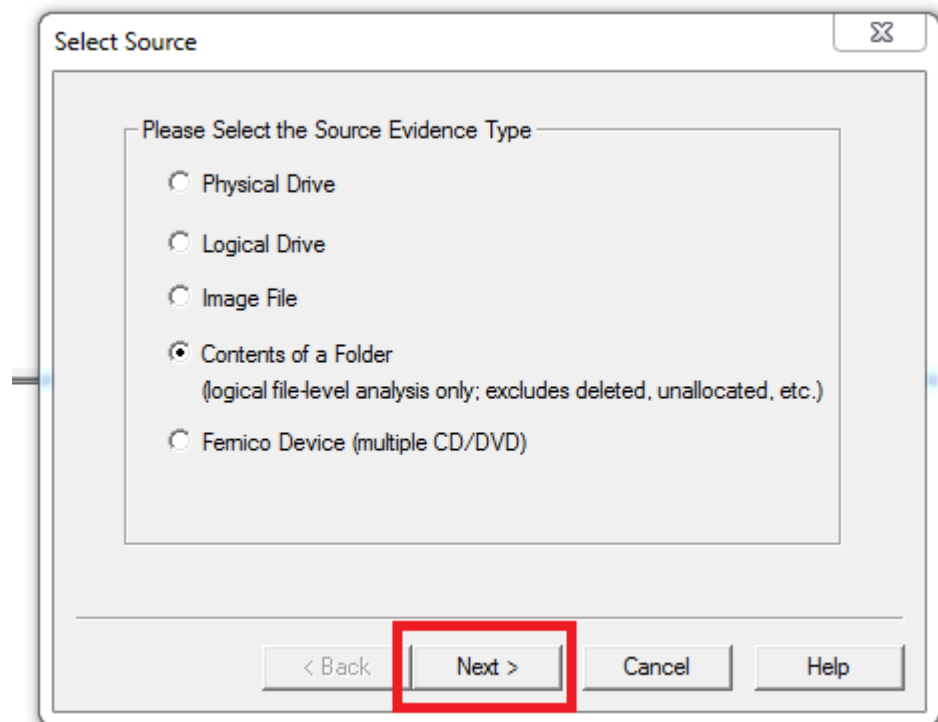 Select Source
Please Select the Source Evidence Type
Physical Drive
Logical Drive
Image File
Contents of a Folder
(logical file-level analysis only; excludes deleted, unallocated, etc.)
Fernico Device (multiple CD/DVD)
< Back Next > Cancel Help